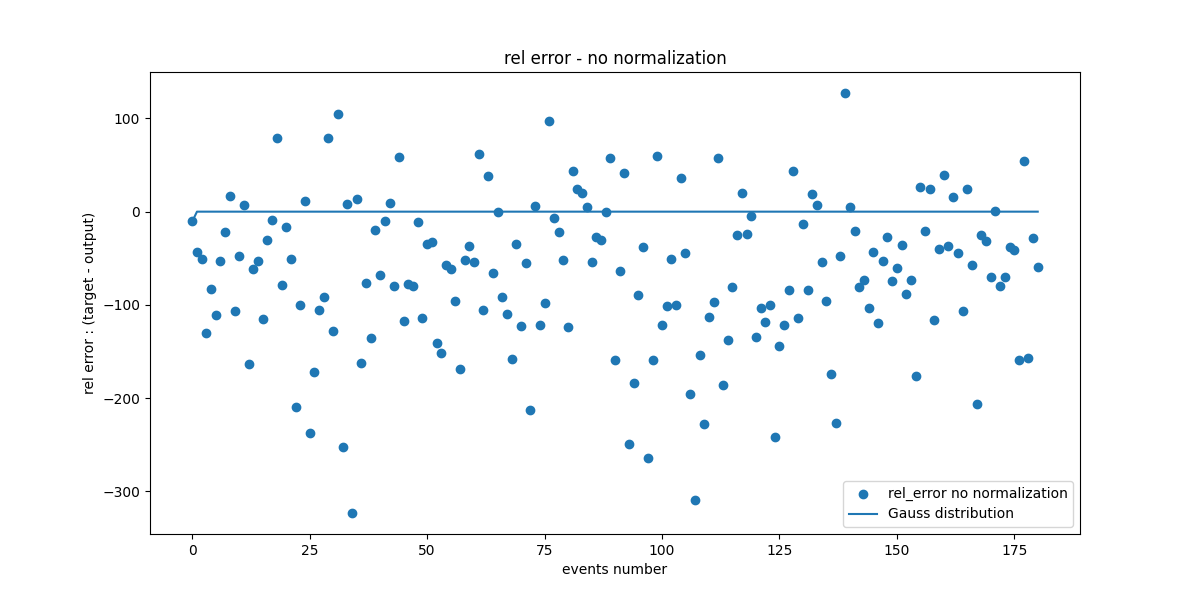 rel error - no normalization
rel error : (target - output)
100
0
−100
−200
−300
0 25 50 75 100 125 150 175
events number
rel_error no normalization
Gauss distribution